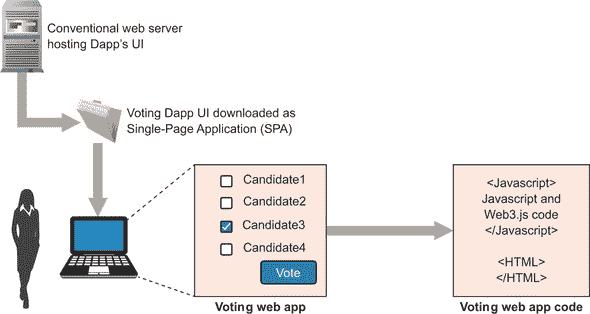 Conventional web server
hosting Dapp's UI
Voting Dapp UI downloaded as
Single-Page Application (SPA)
Candidate1
Candidate2
Candidate3
Candidate4
Vote
Voting web app
<Javascript>
Javascript and
Web3.js code
</Javascript>
<HTML>
</HTML>
Voting web app code